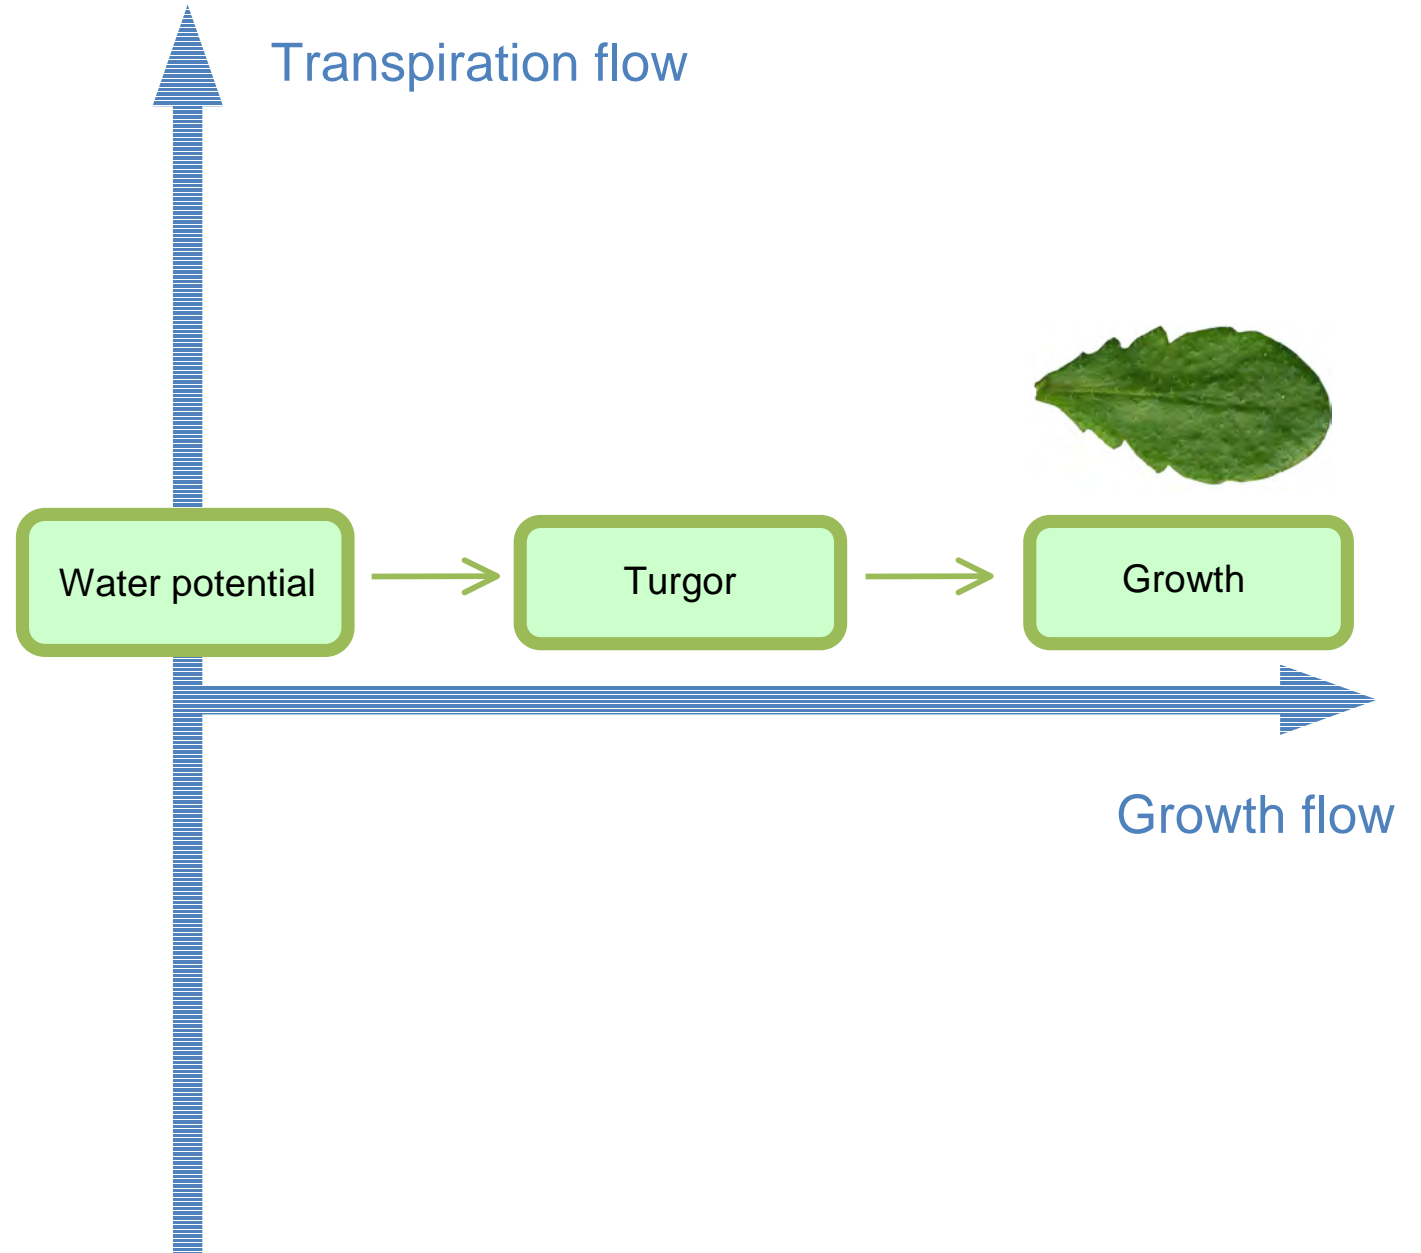 Transpiration flow
Water potential
Turgor
Growth
Growth flow